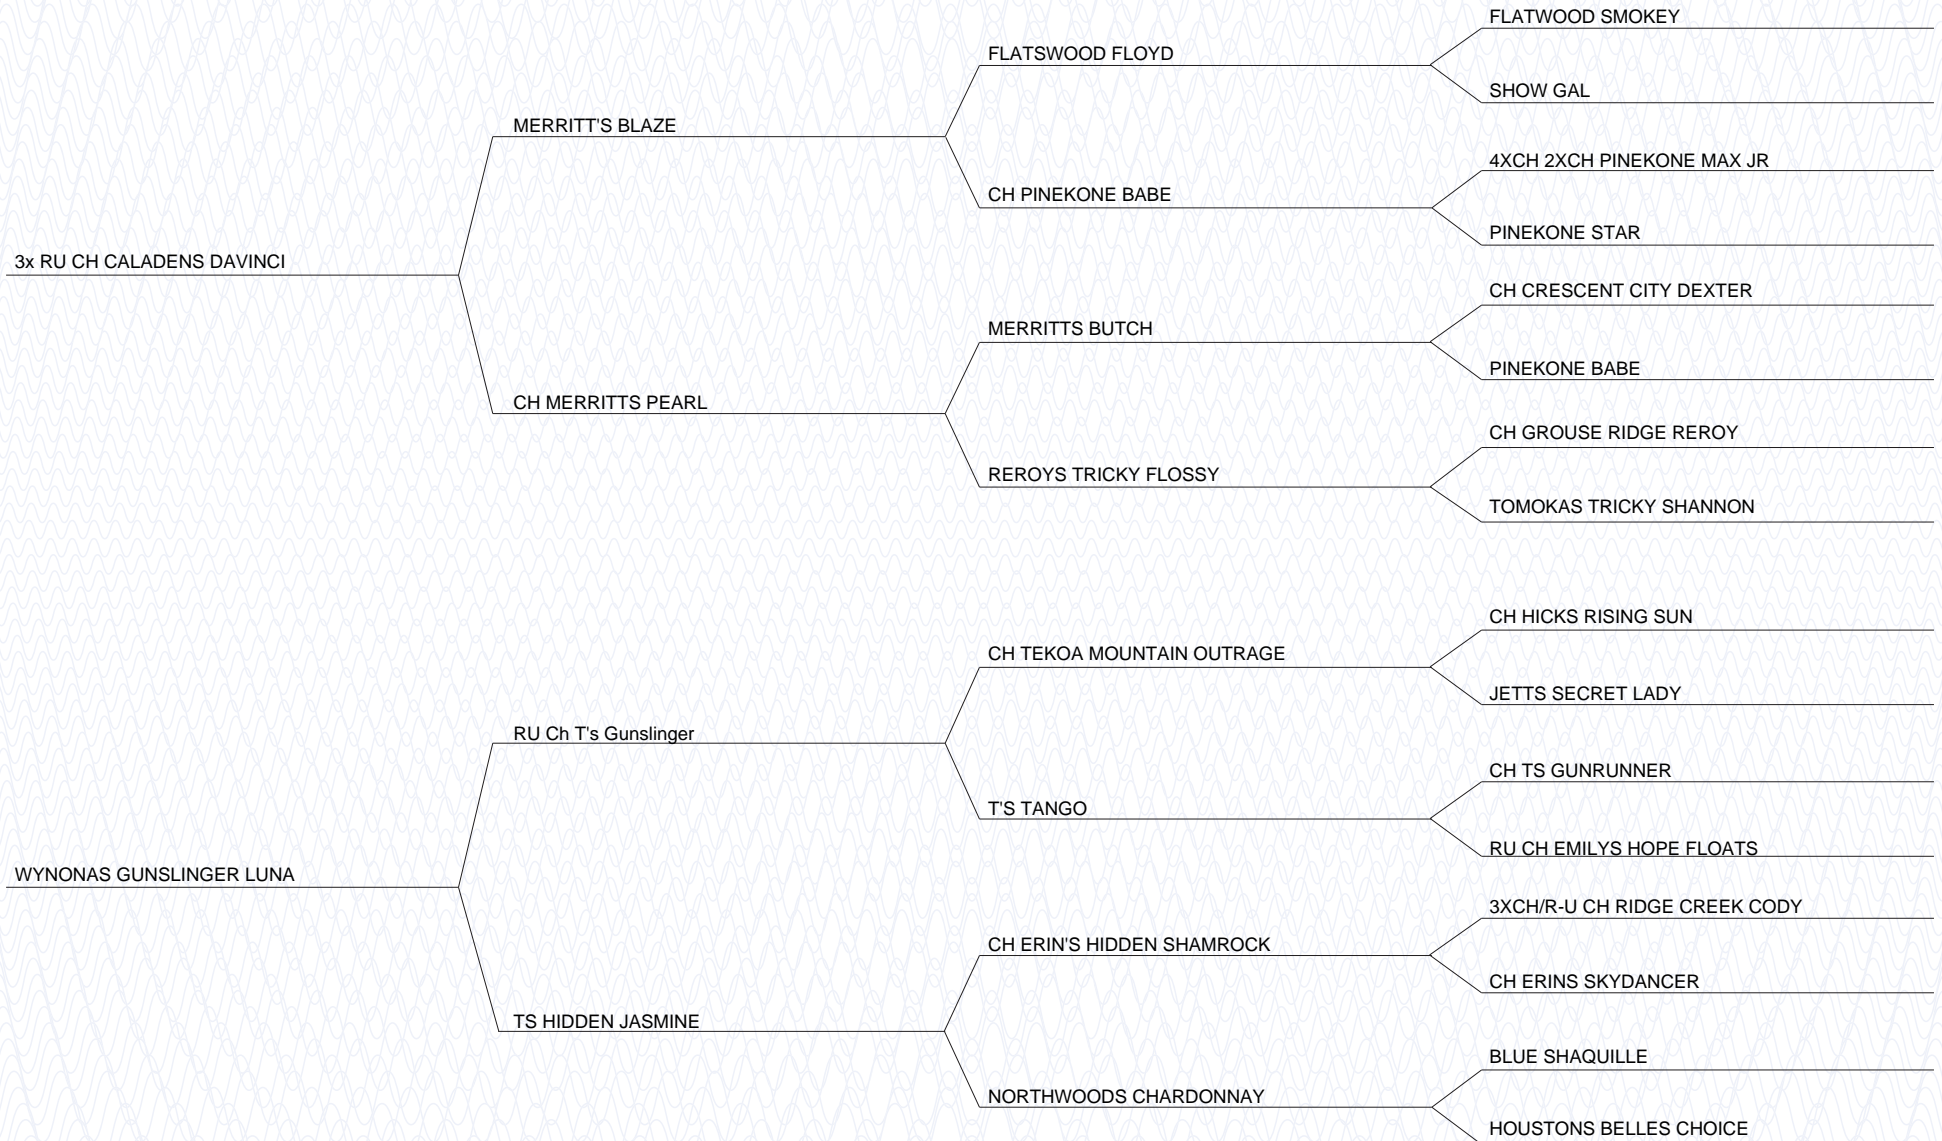 FLATWOOD SMOKEY
FLATSWOOD FLOYD
SHOW GAL
MERRITT'S BLAZE
4XCH 2XCH PINEKONE MAX JR
CH PINEKONE BABE
PINEKONE STAR
3x RU CH CALADENS DAVINCI
CH CRESCENT CITY DEXTER
MERRITTS BUTCH
PINEKONE BABE
CH MERRITTS PEARL
CH GROUSE RIDGE REROY
REROYS TRICKY FLOSSY
TOMOKAS TRICKY SHANNON
CH HICKS RISING SUN
CH TEKOA MOUNTAIN OUTRAGE
JETTS SECRET LADY
RU Ch T's Gunslinger
CH TS GUNRUNNER
T'S TANGO
RU CH EMILYS HOPE FLOATS
WYNONAS GUNSLINGER LUNA
3XCH/R-U CH RIDGE CREEK CODY
CH ERIN'S HIDDEN SHAMROCK
CH ERINS SKYDANCER
TS HIDDEN JASMINE
BLUE SHAQUILLE
NORTHWOODS CHARDONNAY
HOUSTONS BELLES CHOICE